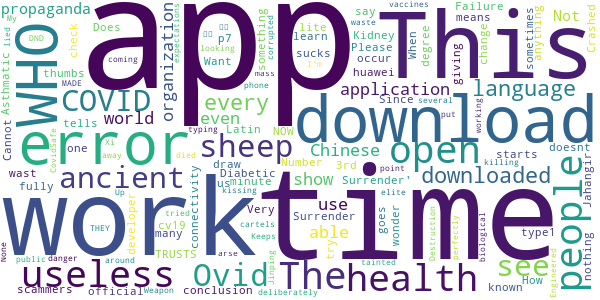 propaganda
app
This
WHO
COVID
organization
Does
check
thumbs
Asthmatic
lied
DND
Cannot
p7
Want
lite
learn
sucks
huawei
something
looking
corrupted
Kidney
Please
occur
say
means
degree
change
When
sometimes
Failure
giving
anything
waste
vaccines
Not
Crashed
expectations
My
coming
mass
phone
I'm
every
even
world
tells
one
error
sheep
Latin
typing
NOW
application
since
several
language
put
working
download
Chinese
open
starts
doesnt
ancient
Number
3rd
Surrender'
show
draw
minute
Diabetic
us
kissing
away
died
Xi
CovidSafe
MADE
wast
fully
connectivity
downloaded
point
elite
killing
people
Jahangir
nothing
work
time
Up
developer
cv19
many
THEY
Very
cartels
Keeps
Surrender
use
able
try
goes
wonder
Destruction
perfectly
biological
type1
see
known
How
Engineered
useless
Ovid
The
health
TRUSTS
tried
scammers
official
conclusion
arse
Jinping
tainted
deliberately
None
public
danger
Weapon
around